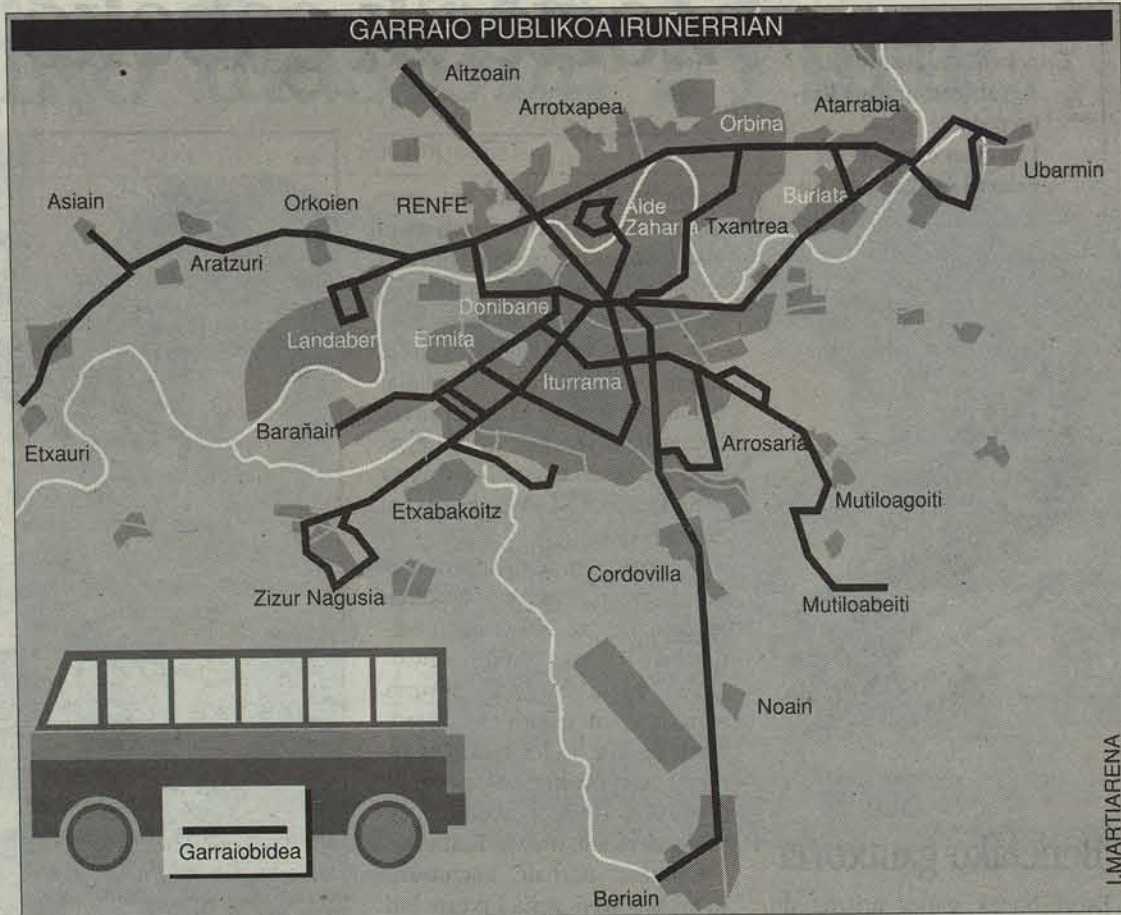 GARRAIO PUBLIKOA IRUÑERRIAN
Aitzoain
Arrotxapea
Atarrabia
Orbina
Ubarmin
Asiain
Orkoien
RENFE
Burlata
Alde
Zaharra
Txantrea
Aratzuri
Donibane
Landaben
Ermita
Iturrama
Barañain
Arrosaria
Etxauri
Etxabakoitz
Mutiloagoiti
Cordovilla
Zizur Nagusia
Mutiloabeiti
Noain
I.MARTIARENA
Garraiobidea
Beriain